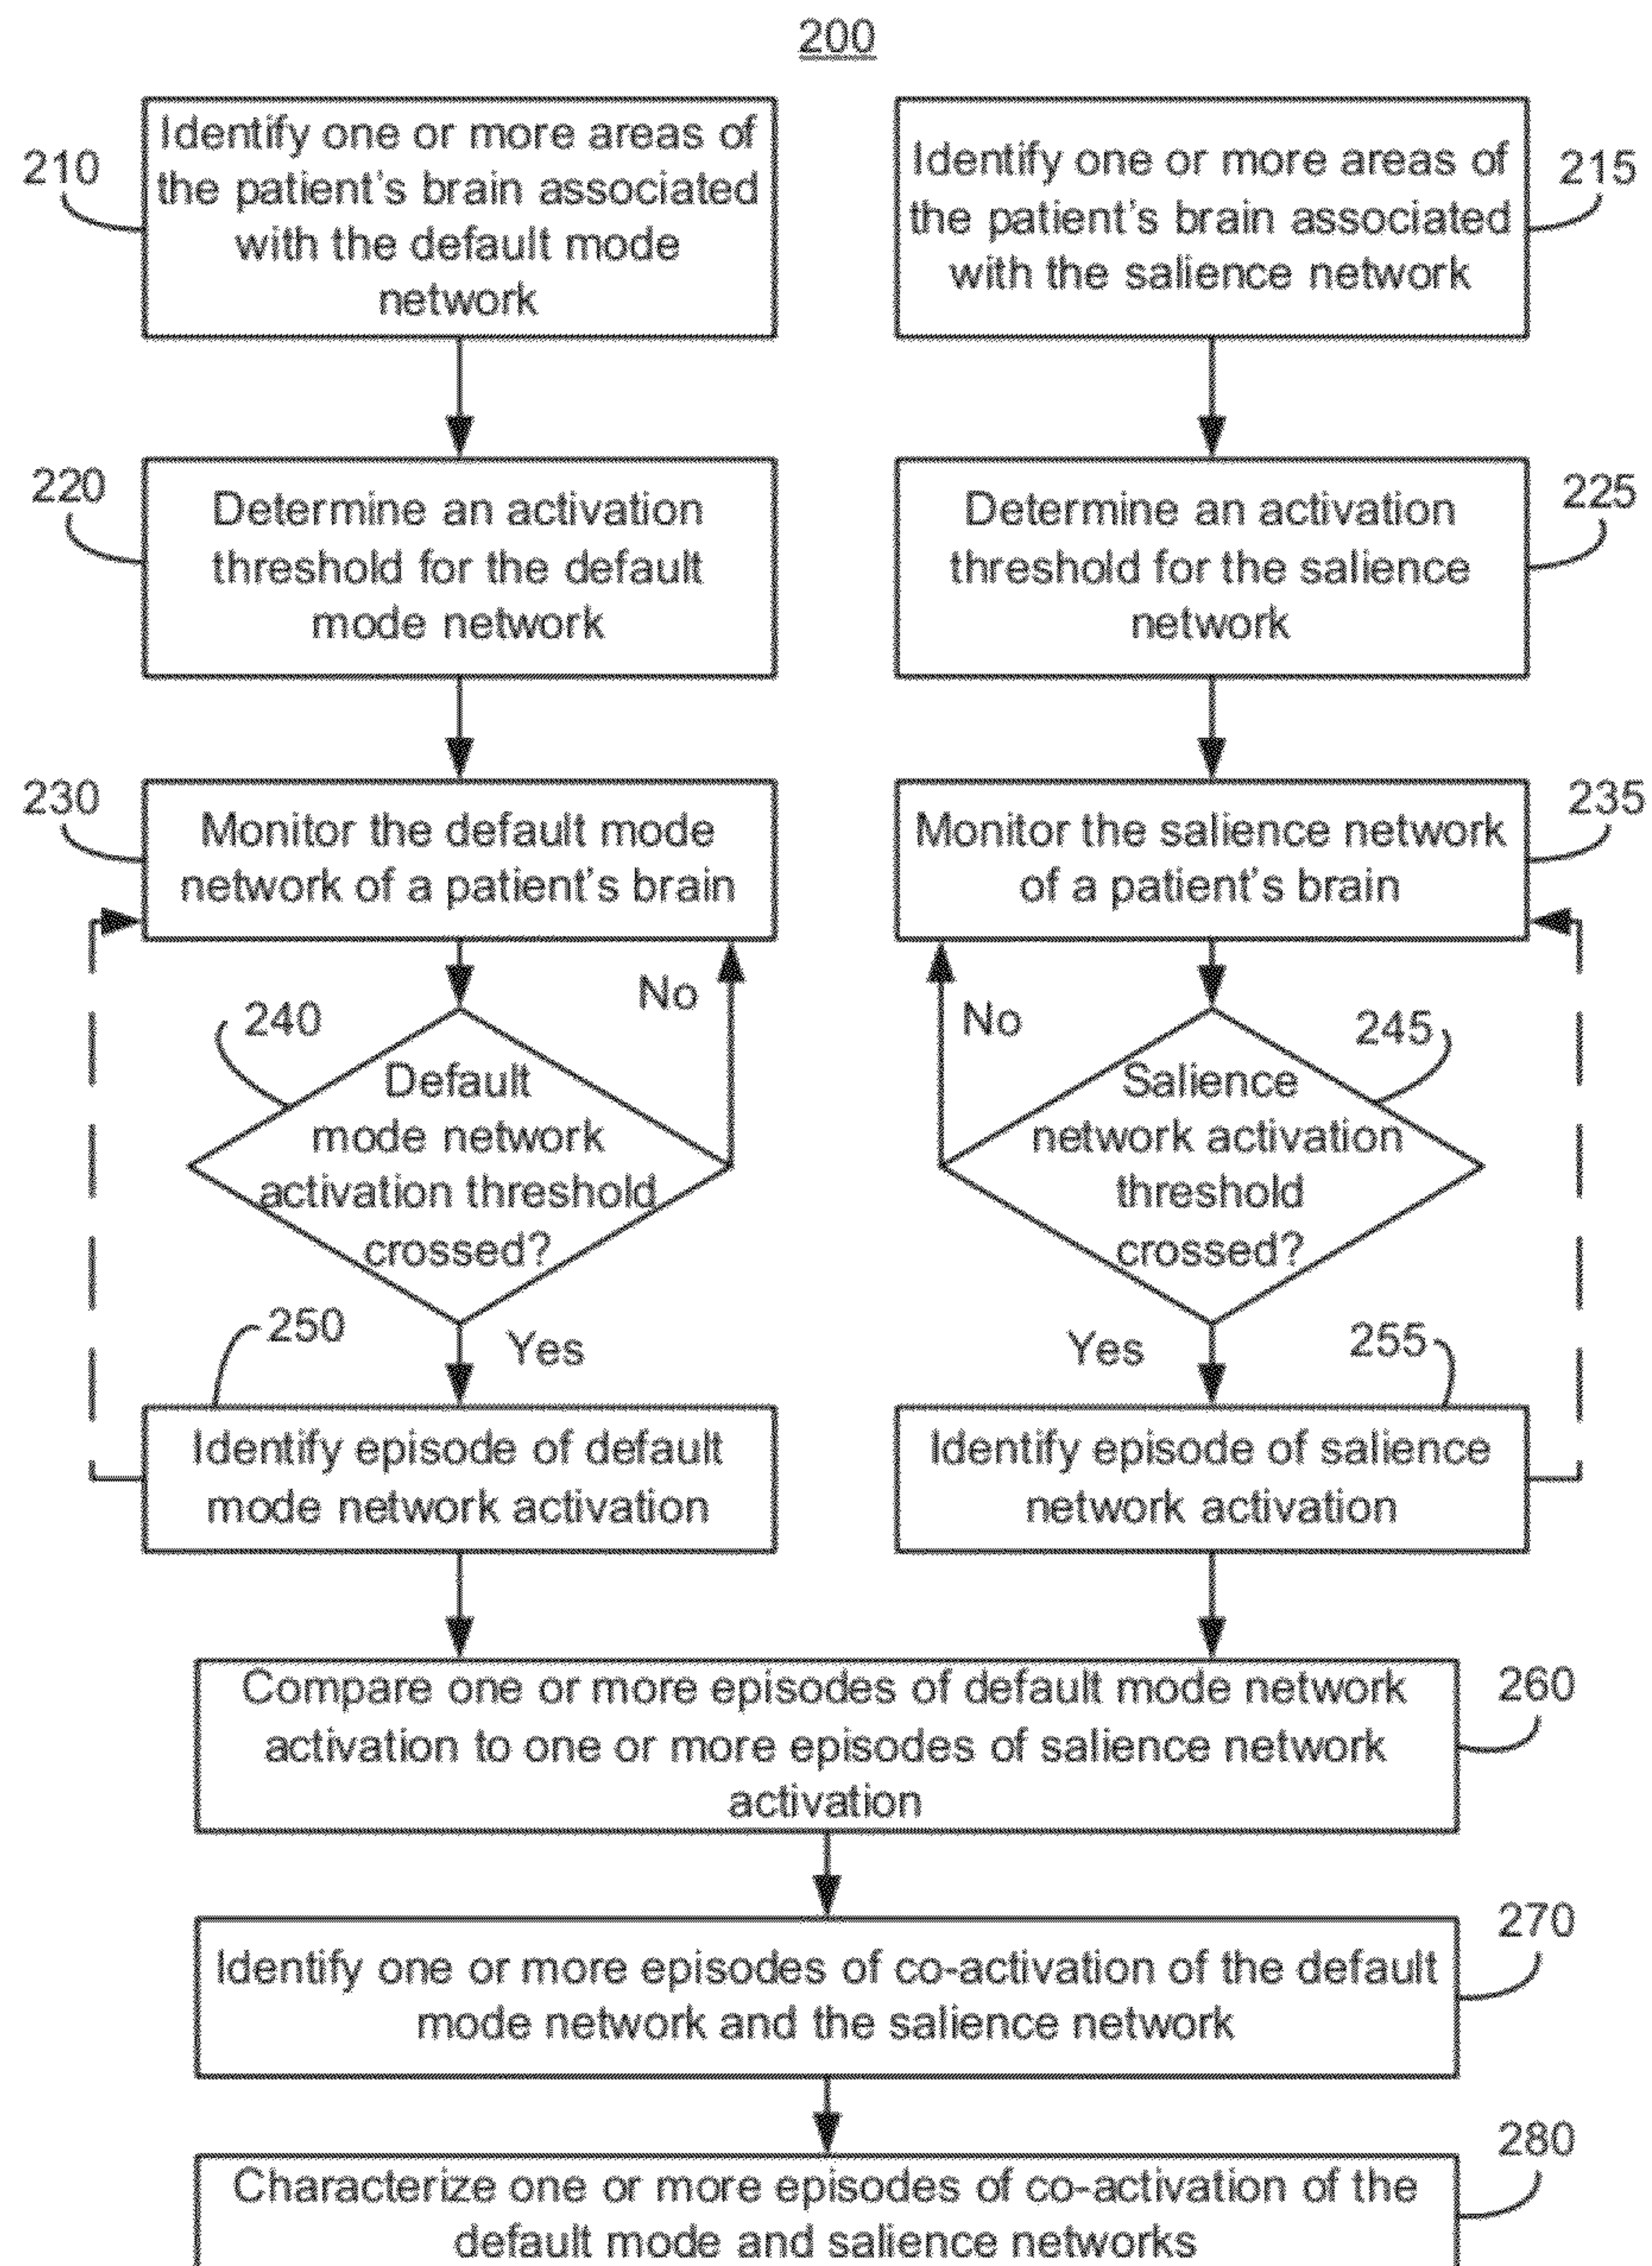 200
210
Identify one or more areas of
the patient's brain associated
with the default mode
network
Identify one or more areas of
the patient's brain associated
with the salience network
215
220
Determine an activation
threshold for the default
mode network
Determine an activation
threshold for the salience
network
225
230
Monitor the default mode
network of a patient's brain
Monitor the salience network
of a patient's brain
235
No
240
Default
mode network
activation threshold
crossed?
No
245
Salience
network activation
threshold
crossed?
250
Yes
Identify episode of default
mode network activation
Yes
255
Identify episode of salience
network activation
Compare one or more episodes of default mode network
activation to one or more episodes of salience network
activation
260
Identify one or more episodes of co-activation of the default
mode network and the salience network
270
Characterize one or more episodes of co-activation of the
default mode and salience networks
280